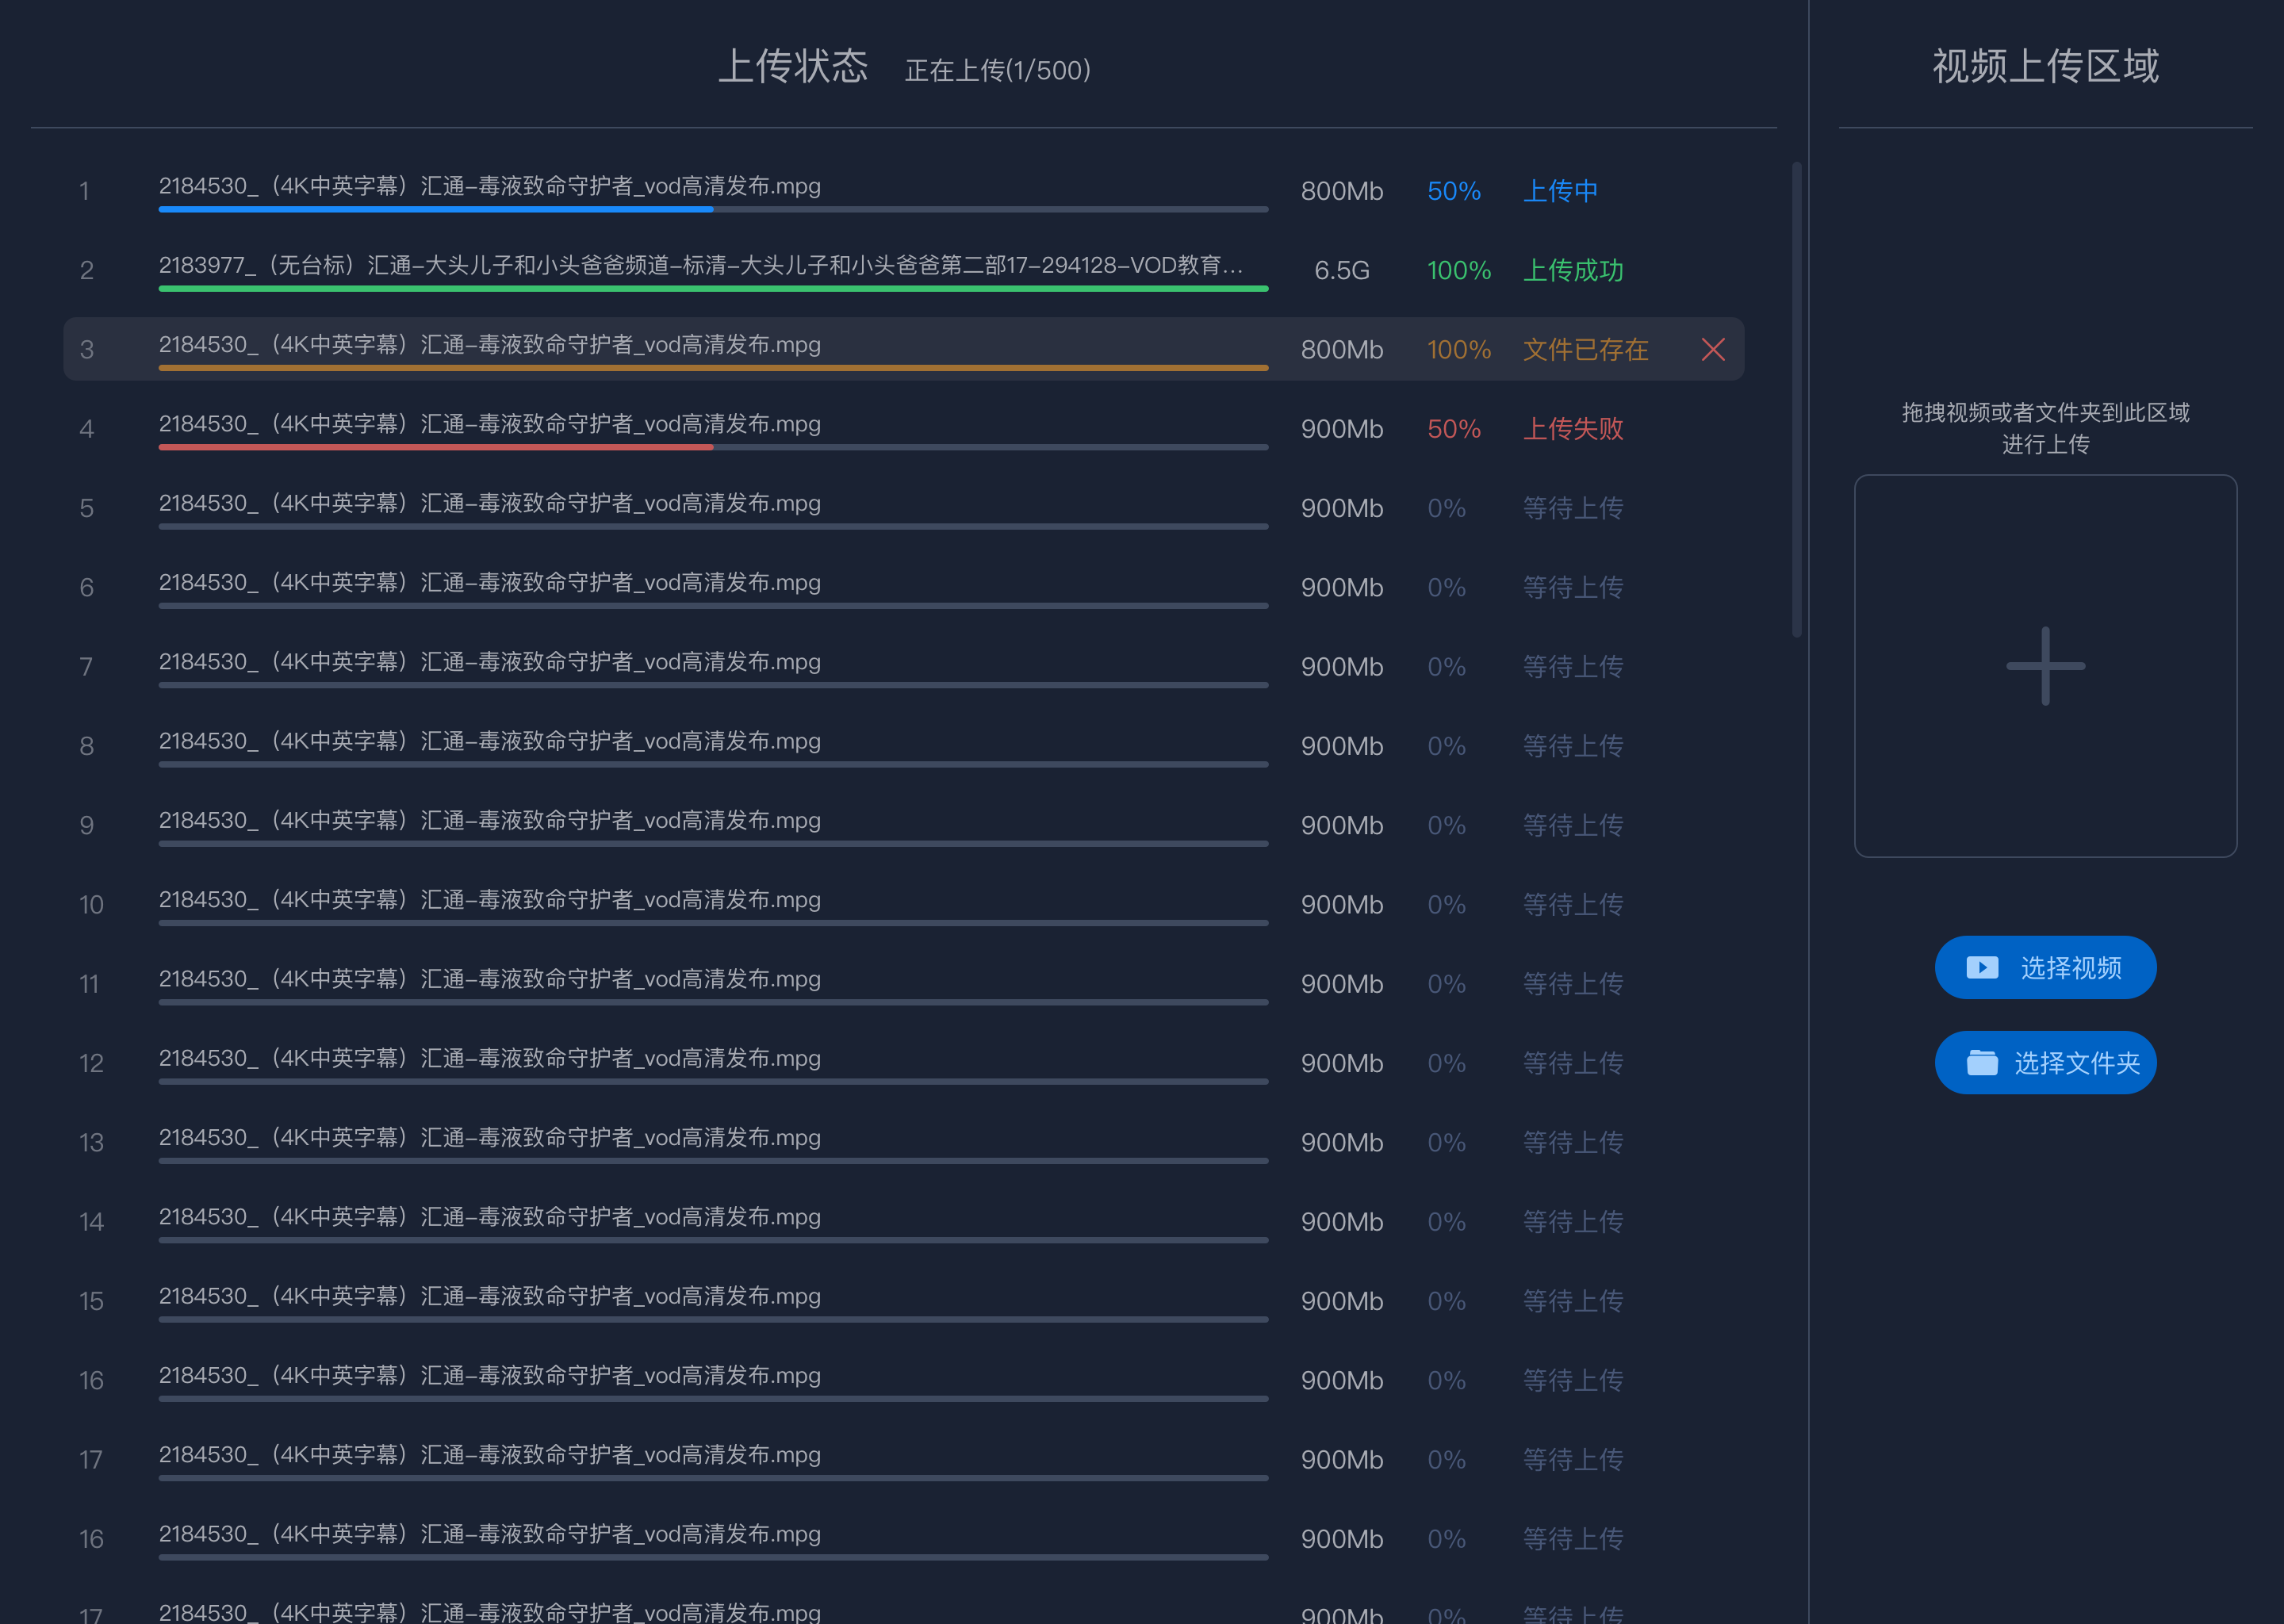 上传状态 正在上传(1/500)
1 2184530_（4K中英字幕）汇通-毒液致命守护者_vod高清发布.mpg 800Mb 50% 上传中
2 2183977_（无台标）汇通-大头儿子和小头爸爸频道-标清-大头儿子和小头爸爸第二部17-294128-VOD教育... 6.5G 100% 上传成功
3 2184530_（4K中英字幕）汇通-毒液致命守护者_vod高清发布.mpg 800Mb 100% 文件已存在
4 2184530_（4K中英字幕）汇通-毒液致命守护者_vod高清发布.mpg 900Mb 50% 上传失败
5 2184530_（4K中英字幕）汇通-毒液致命守护者_vod高清发布.mpg 900Mb 0% 等待上传
6 2184530_（4K中英字幕）汇通-毒液致命守护者_vod高清发布.mpg 900Mb 0% 等待上传
7 2184530_（4K中英字幕）汇通-毒液致命守护者_vod高清发布.mpg 900Mb 0% 等待上传
8 2184530_（4K中英字幕）汇通-毒液致命守护者_vod高清发布.mpg 900Mb 0% 等待上传
9 2184530_（4K中英字幕）汇通-毒液致命守护者_vod高清发布.mpg 900Mb 0% 等待上传
10 2184530_（4K中英字幕）汇通-毒液致命守护者_vod高清发布.mpg 900Mb 0% 等待上传
11 2184530_（4K中英字幕）汇通-毒液致命守护者_vod高清发布.mpg 900Mb 0% 等待上传
12 2184530_（4K中英字幕）汇通-毒液致命守护者_vod高清发布.mpg 900Mb 0% 等待上传
13 2184530_（4K中英字幕）汇通-毒液致命守护者_vod高清发布.mpg 900Mb 0% 等待上传
14 2184530_（4K中英字幕）汇通-毒液致命守护者_vod高清发布.mpg 900Mb 0% 等待上传
15 2184530_（4K中英字幕）汇通-毒液致命守护者_vod高清发布.mpg 900Mb 0% 等待上传
16 2184530_（4K中英字幕）汇通-毒液致命守护者_vod高清发布.mpg 900Mb 0% 等待上传
17 2184530_（4K中英字幕）汇通-毒液致命守护者_vod高清发布.mpg 900Mb 0% 等待上传
16 2184530_（4K中英字幕）汇通-毒液致命守护者_vod高清发布.mpg 900Mb 0% 等待上传
17 2184530_（4K中英字幕）汇通-毒液致命守护者_vod高清发布.mpg 900Mb 0% 等待上传
视频上传区域
拖拽视频或者文件夹到此区域
进行上传
选择视频
选择文件夹